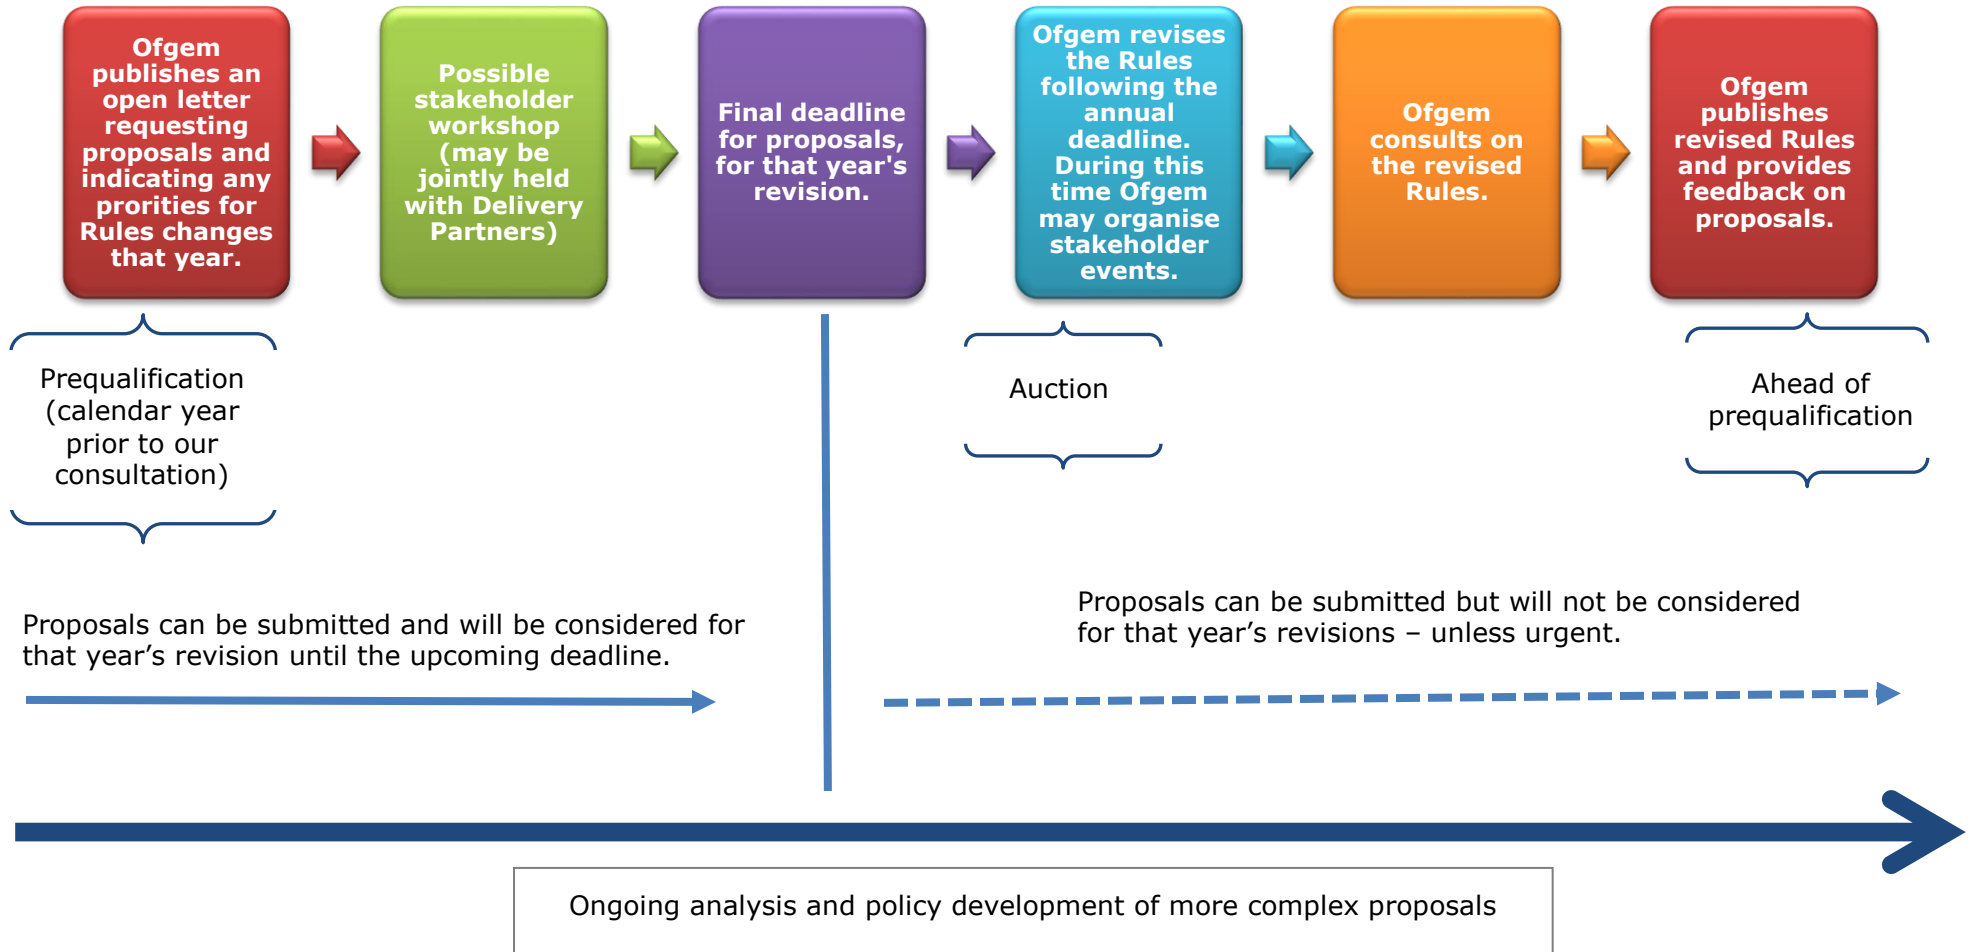 Ofgem
publishes an
open letter
requesting
proposals and
indicating any
prorities for
Rules changes
that year.
Possible
stakeholder
workshop
(may be
jointly held
with Delivery
Partners)
Final deadline
for proposals,
for that year's
revision.
Ofgem revises
the Rules
following the
annual
deadline.
During this
time Ofgem
may organise
stakeholder
events.
Ofgem
consults on
the revised
Rules.
Ofgem
publishes
revised Rules
and provides
feedback on
proposals.
Prequalification
(calendar year
prior to our
consultation)
Auction
Ahead of
prequalification
Proposals can be submitted and will be considered for
that year’s revision until the upcoming deadline.
Proposals can be submitted but will not be considered
for that year’s revisions – unless urgent.
Ongoing analysis and policy development of more complex proposals